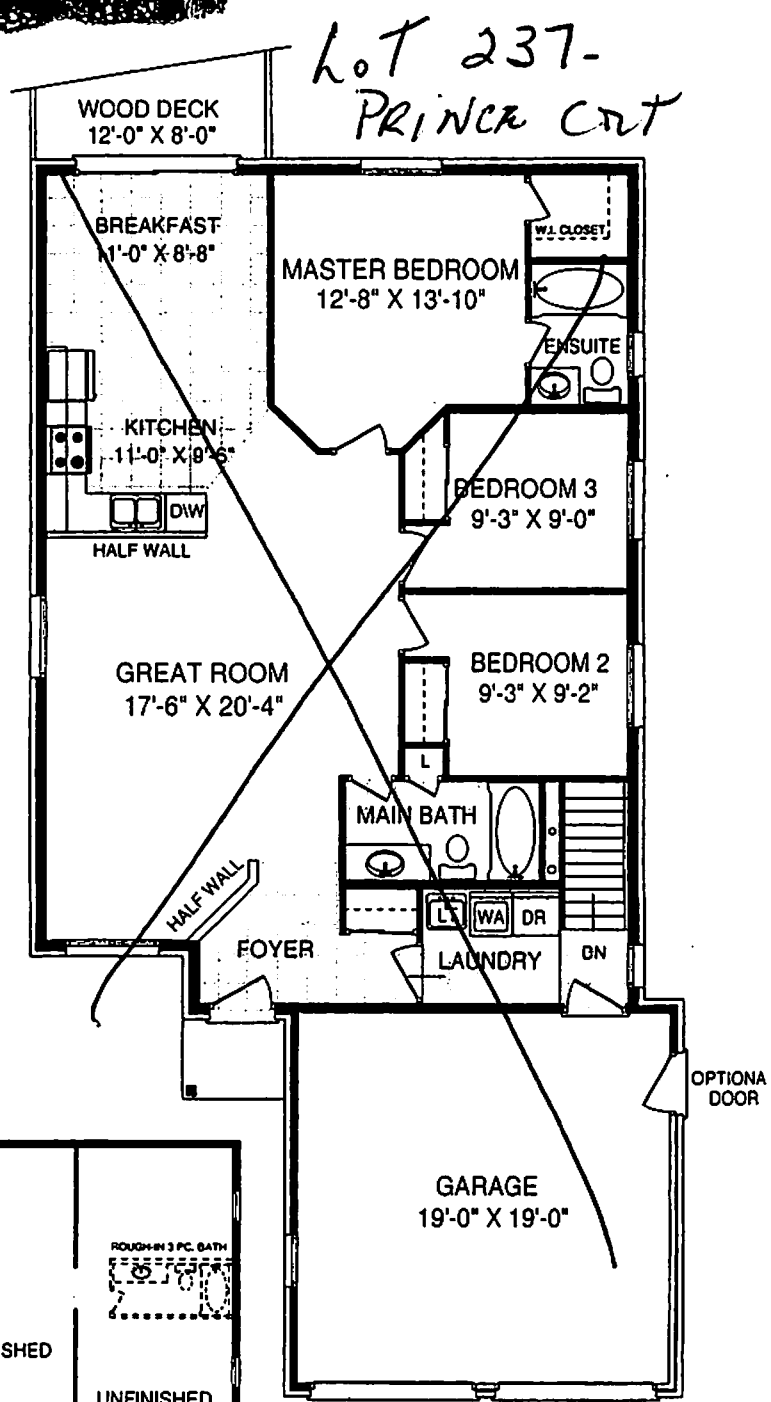 LOT 237-
PRINCE CRT
WOOD DECK
12'-0" X 8'-0"
BREAKFAST
11'-0" X 8'-8"
W.I. CLOSET
MASTER BEDROOM
12'-8" X 13'-10"
ENSUITE
KITCHEN
11'-0" X 9'-6"
BEDROOM 3
9'-3" X 9'-0"
D\W
HALF WALL
GREAT ROOM
17'-6" X 20'-4"
BEDROOM 2
9'-3" X 9'-2"
L
MAIN BATH
HALF WALL
LT WA DR
FOYER
LAUNDRY
DN
OPTIONA
DOOR
GARAGE
19'-0" X 19'-0"
ROUGH-IN 3 PC. BATH
SHED
UNFINISHED